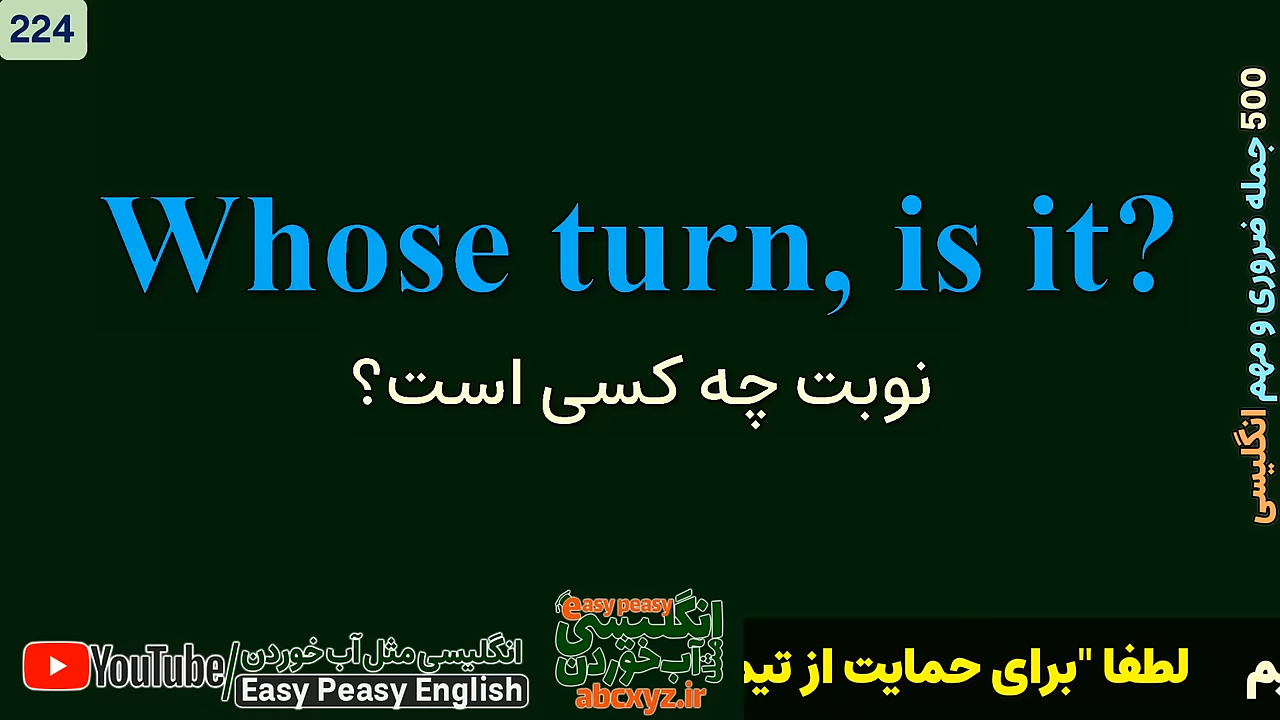 224
500 جمله ضروری و مهم انگلیسی
Whose turn, is it?
نوبت چه کسی است؟
YouTube/انگلیسی مثل آب خوردن
Easy Peasy English
easy peasy
انگلیسی
مثل آب خوردن
abcxyz.ir
لطفا "برای حمایت از